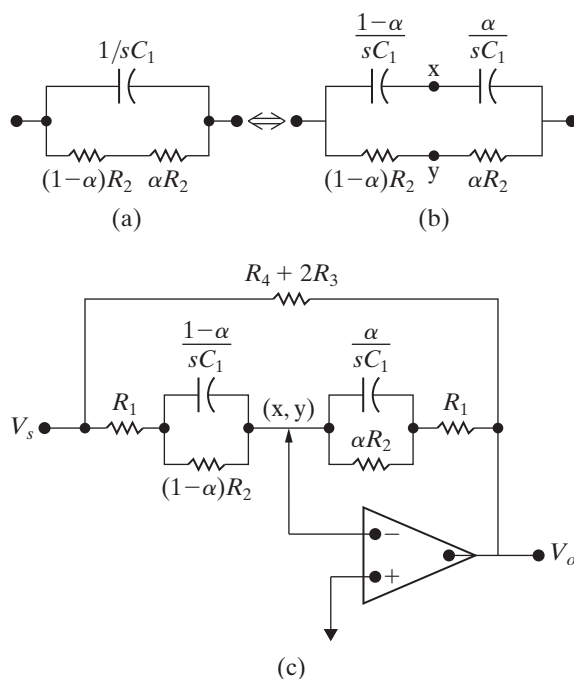 1/sC₁
(1−α)R₂ αR₂
(a)
1−α
sC₁
x
α
sC₁
(1−α)R₂ y αR₂
(b)
R₄ + 2R₃
1−α
sC₁
α
sC₁
Vₛ R₁ (x, y) R₁
(1−α)R₂ αR₂
−
+
Vₒ
(c)